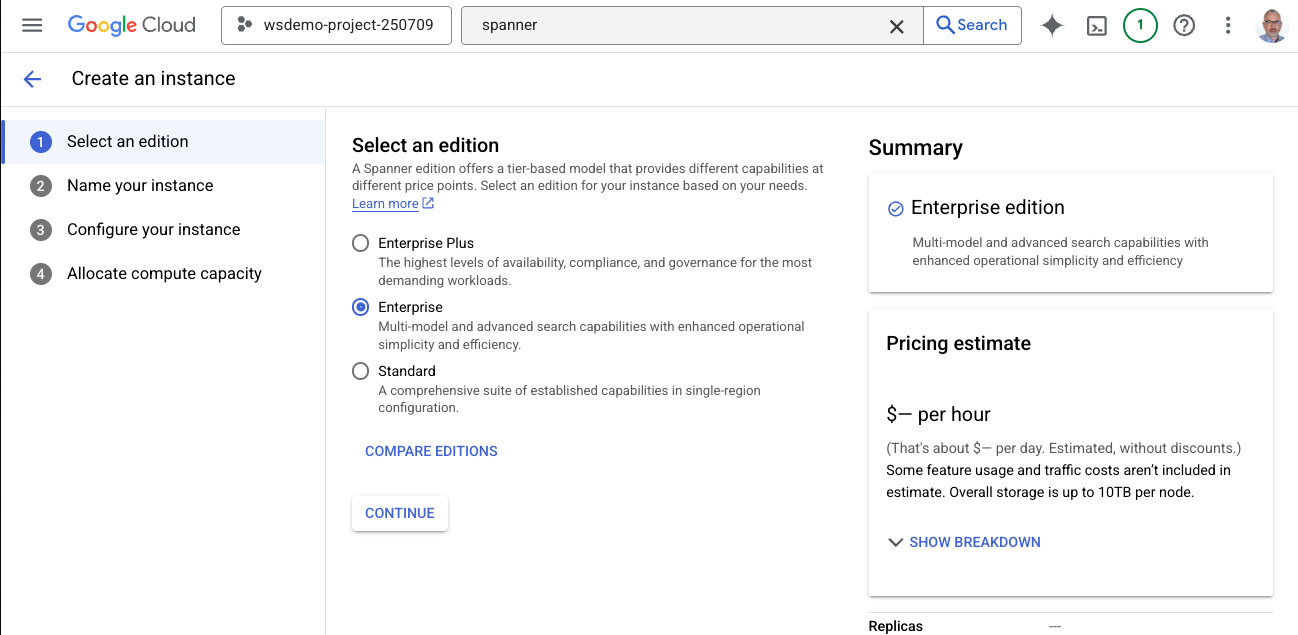 Google Cloud
wsdemo-project-250709
spanner
Search
1
Create an instance
1 Select an edition
2 Name your instance
3 Configure your instance
4 Allocate compute capacity
Select an edition
A Spanner edition offers a tier-based model that provides different capabilities at
different price points. Select an edition for your instance based on your needs.
Learn more
Enterprise Plus
The highest levels of availability, compliance, and governance for the most
demanding workloads.
Enterprise
Multi-model and advanced search capabilities with enhanced operational
simplicity and efficiency.
Standard
A comprehensive suite of established capabilities in single-region
configuration.
COMPARE EDITIONS
CONTINUE
Summary
Enterprise edition
Multi-model and advanced search capabilities with
enhanced operational simplicity and efficiency
Pricing estimate
$— per hour
(That's about $— per day. Estimated, without discounts.)
Some feature usage and traffic costs aren’t included in
estimate. Overall storage is up to 10TB per node.
SHOW BREAKDOWN
Replicas ---